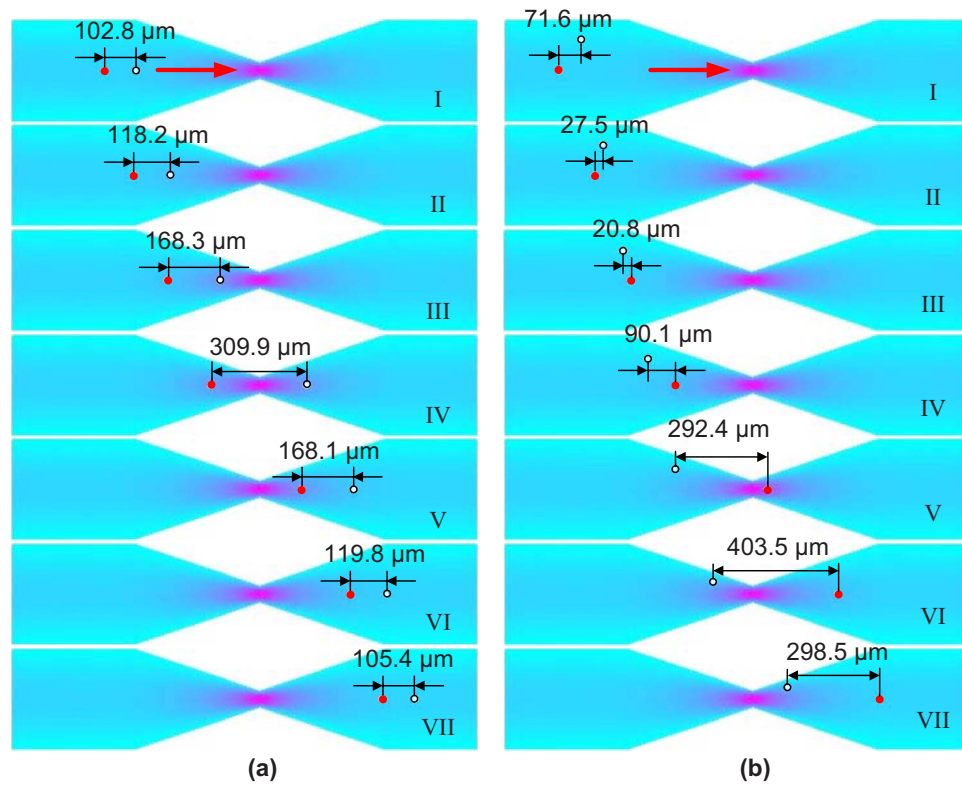 102.8 µm
I
118.2 µm
II
168.3 µm
III
309.9 µm
IV
168.1 µm
V
119.8 µm
VI
105.4 µm
VII
(a)
71.6 µm
I
27.5 µm
II
20.8 µm
III
90.1 µm
IV
292.4 µm
V
403.5 µm
VI
298.5 µm
VII
(b)